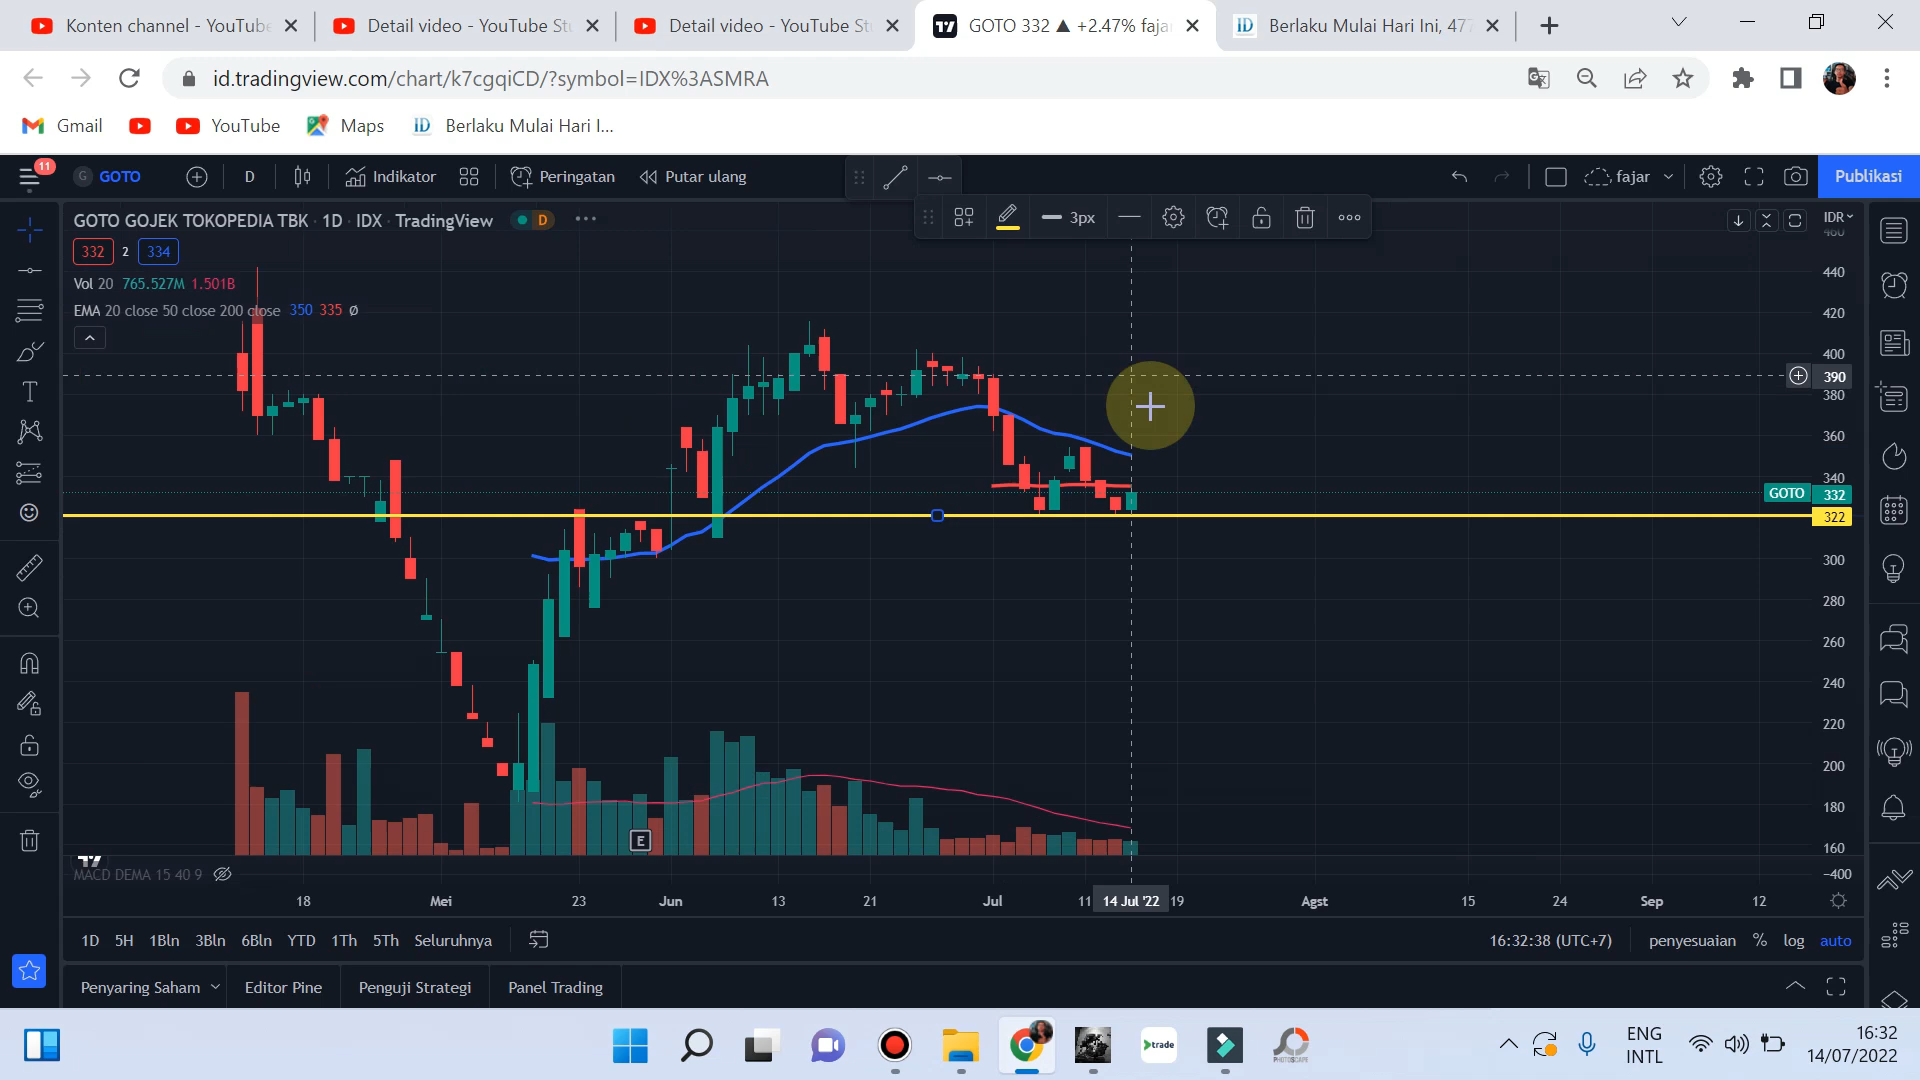 Konten channel - YouTube
Detail video - YouTube Stu
Detail video - YouTube Stu
GOTO 332 ▲ +2.47% fajar
Berlaku Mulai Hari Ini, 477
id.tradingview.com/chart/k7cgqiCD/?symbol=IDX%3ASMRA
Gmail
YouTube
Maps
Berlaku Mulai Hari I...
11
G GOTO
D
Indikator
Peringatan
Putar ulang
fajar
Publikasi
GOTO GOJEK TOKOPEDIA TBK · 1D · IDX · TradingView
D
3px
IDR
332 2 334
Vol 20 765.527M 1.501B
EMA 20 close 50 close 200 close 350 335 ø
460
440
420
400
390
380
360
340
GOTO 332
322
300
280
260
240
220
200
180
160
−400
E
MACD DEMA 15 40 9
18 Mei 23 Jun 13 21 Jul 11 14 Jul '22 19 Agst 15 24 Sep 12
1D 5H 1Bln 3Bln 6Bln YTD 1Th 5Th Seluruhnya
16:32:38 (UTC+7) penyesuaian % log auto
Penyaring Saham Editor Pine Penguji Strategi Panel Trading
trade
PHOTOSCAPE
ENG
INTL
16:32
14/07/2022